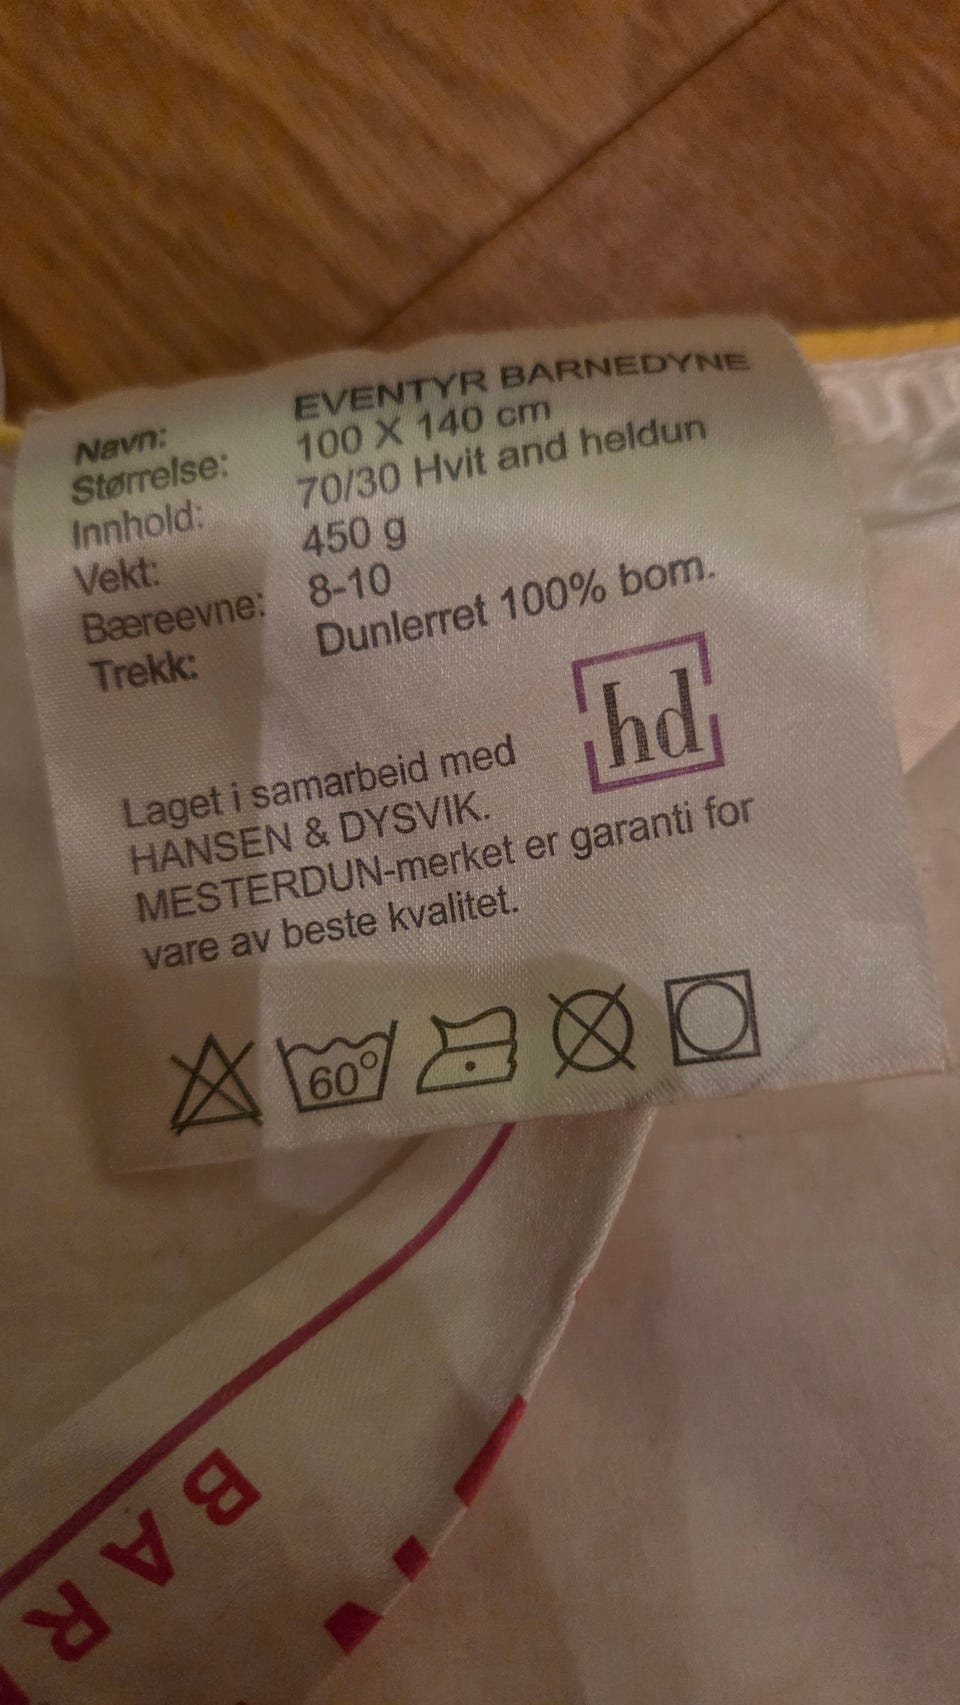 Navn: EVENTYR BARNEDYNE
Størrelse: 100 X 140 cm
Innhold: 70/30 Hvit and heldun
Vekt: 450 g
Bæreevne: 8-10
Trekk: Dunlerret 100% bom.
hd
Laget i samarbeid med
HANSEN & DYSVIK.
MESTERDUN-merket er garanti for
vare av beste kvalitet.
60°
BAR